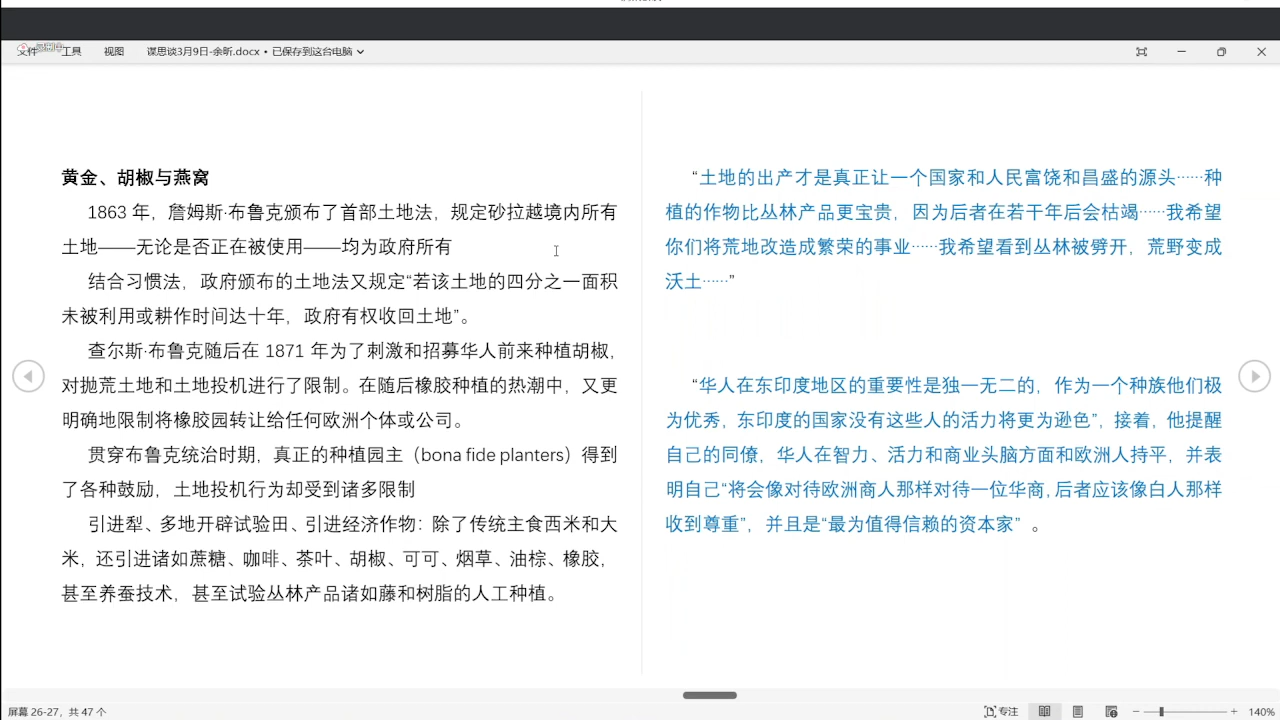 文件
工具
视图
谋思谈3月9日-余昕.docx • 已保存到这台电脑
黄金、胡椒与燕窝
1863 年，詹姆斯·布鲁克颁布了首部土地法，规定砂拉越境内所有
土地——无论是否正在被使用——均为政府所有
结合习惯法，政府颁布的土地法又规定“若该土地的四分之一面积
未被利用或耕作时间达十年，政府有权收回土地”。
查尔斯·布鲁克随后在 1871 年为了刺激和招募华人前来种植胡椒，
对抛荒土地和土地投机进行了限制。在随后橡胶种植的热潮中，又更
明确地限制将橡胶园转让给任何欧洲个体或公司。
贯穿布鲁克统治时期，真正的种植园主（bona fide planters）得到
了各种鼓励，土地投机行为却受到诸多限制
引进犁、多地开辟试验田、引进经济作物：除了传统主食西米和大
米，还引进诸如蔗糖、咖啡、茶叶、胡椒、可可、烟草、油棕、橡胶，
甚至养蚕技术，甚至试验丛林产品诸如藤和树脂的人工种植。
“土地的出产才是真正让一个国家和人民富饶和昌盛的源头……种
植的作物比丛林产品更宝贵，因为后者在若干年后会枯竭……我希望
你们将荒地改造成繁荣的事业……我希望看到丛林被劈开，荒野变成
沃土……”
“华人在东印度地区的重要性是独一无二的，作为一个种族他们极
为优秀，东印度的国家没有这些人的活力将更为逊色”，接着，他提醒
自己的同僚，华人在智力、活力和商业头脑方面和欧洲人持平，并表
明自己“将会像对待欧洲商人那样对待一位华商,后者应该像白人那样
收到尊重”，并且是“最为值得信赖的资本家” 。
屏幕 26-27，共 47 个
专注
140%